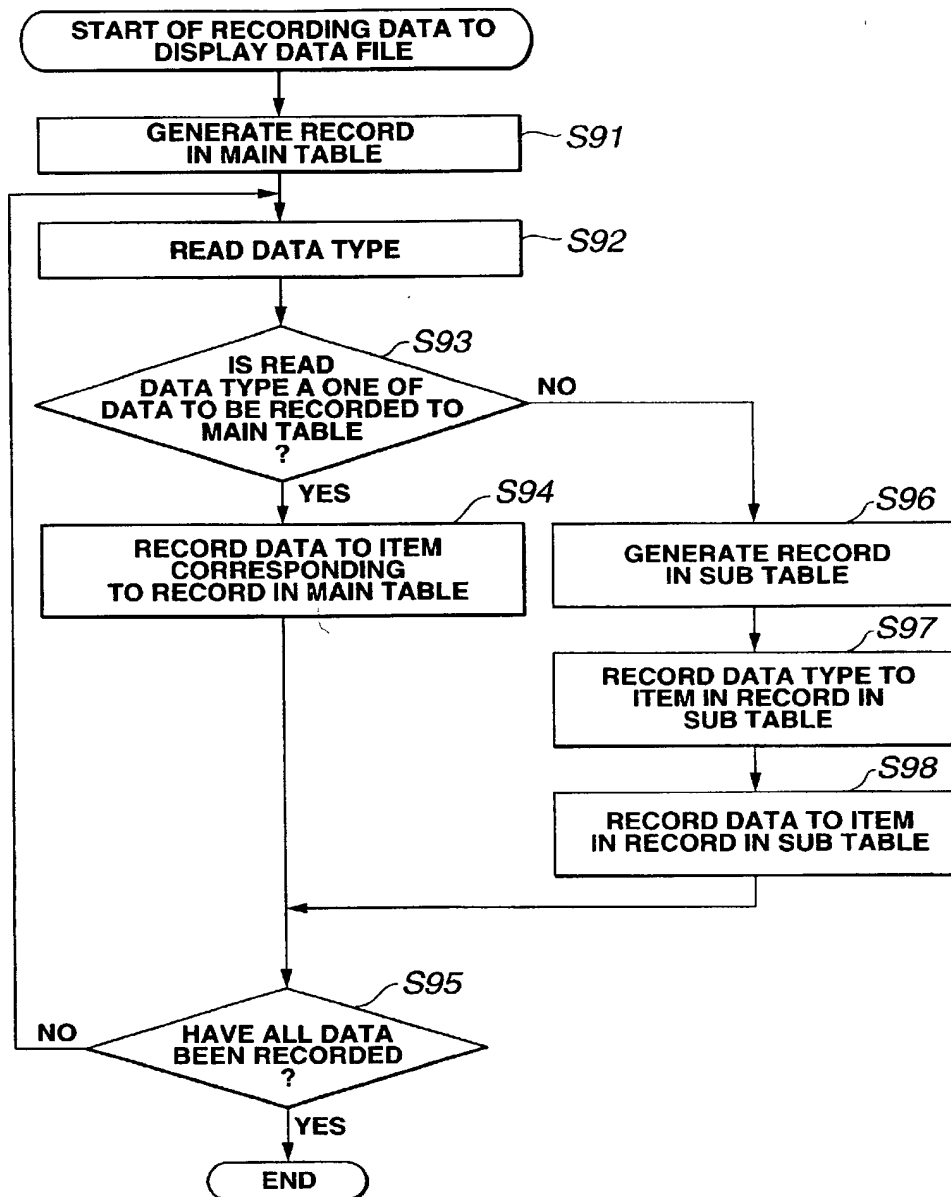 START OF RECORDING DATA TO
DISPLAY DATA FILE
GENERATE RECORD
IN MAIN TABLE
S91
READ DATA TYPE
S92
S93
IS READ
DATA TYPE A ONE OF
DATA TO BE RECORDED TO
MAIN TABLE
?
NO
YES
S94
RECORD DATA TO ITEM
CORRESPONDING
TO RECORD IN MAIN TABLE
S96
GENERATE RECORD
IN SUB TABLE
S97
RECORD DATA TYPE TO
ITEM IN RECORD IN
SUB TABLE
S98
RECORD DATA TO ITEM
IN RECORD IN SUB TABLE
S95
NO
HAVE ALL DATA
BEEN RECORDED
?
YES
END